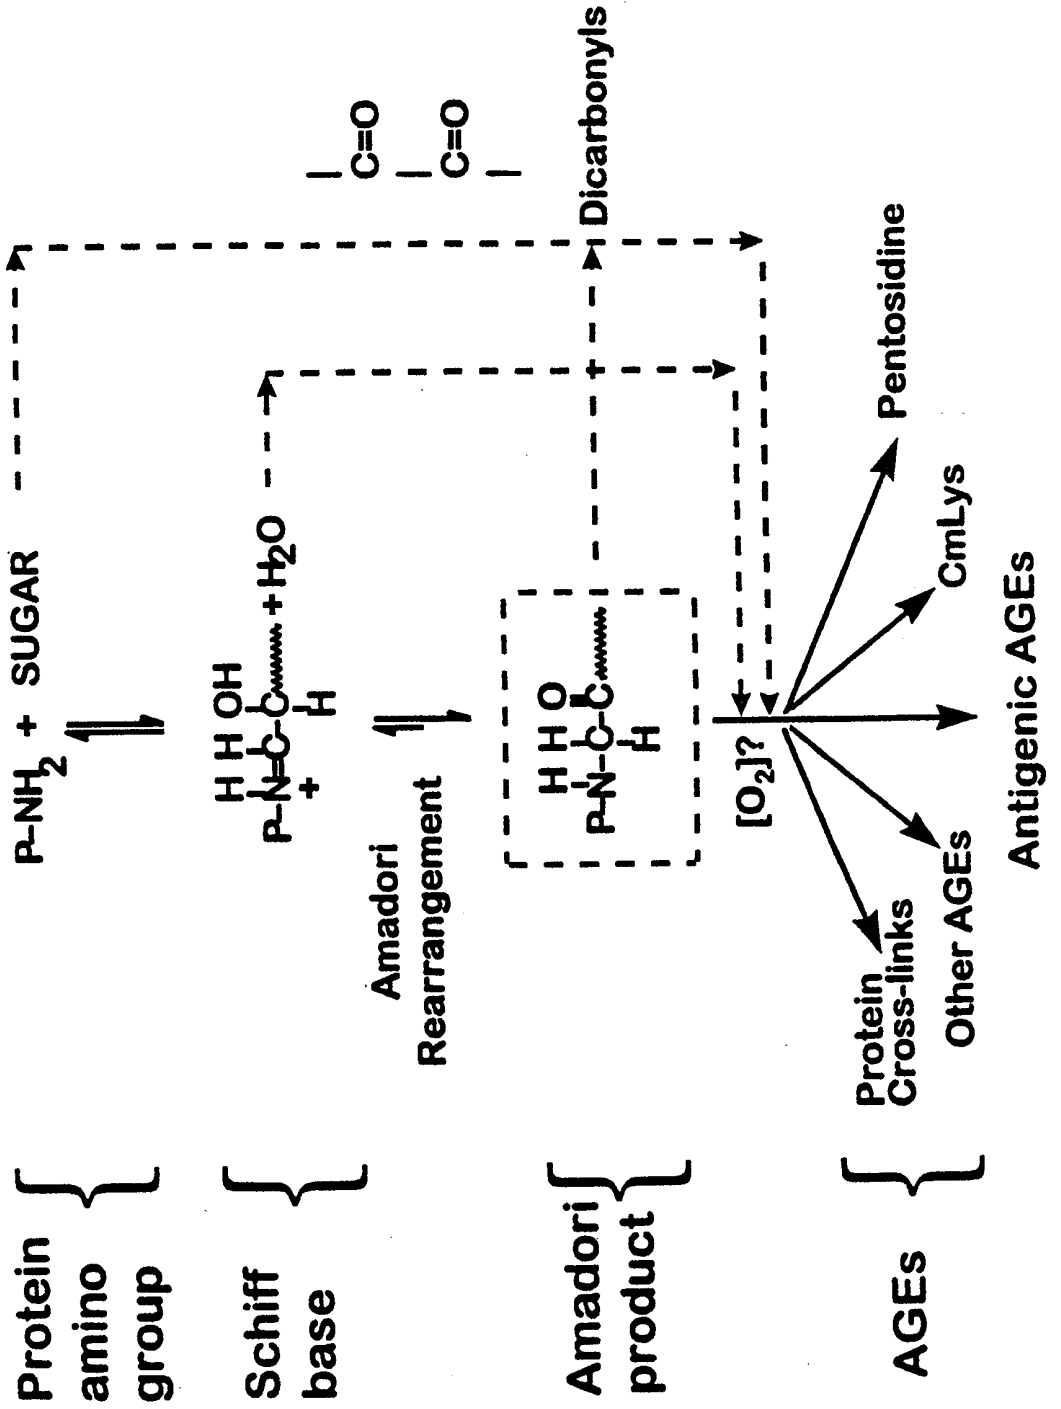 Protein
amino
group
P–NH2 + SUGAR
Schiff
base
H H OH
P–N=C–C + H2O
+ H
Amadori
Rearrangement
C=O
C=O
Amadori
product
H H O
P–N–C–C
H
Dicarbonyls
[O2]?
AGEs
Protein
Cross-links
Other AGEs
Antigenic AGEs
CmLys
Pentosidine